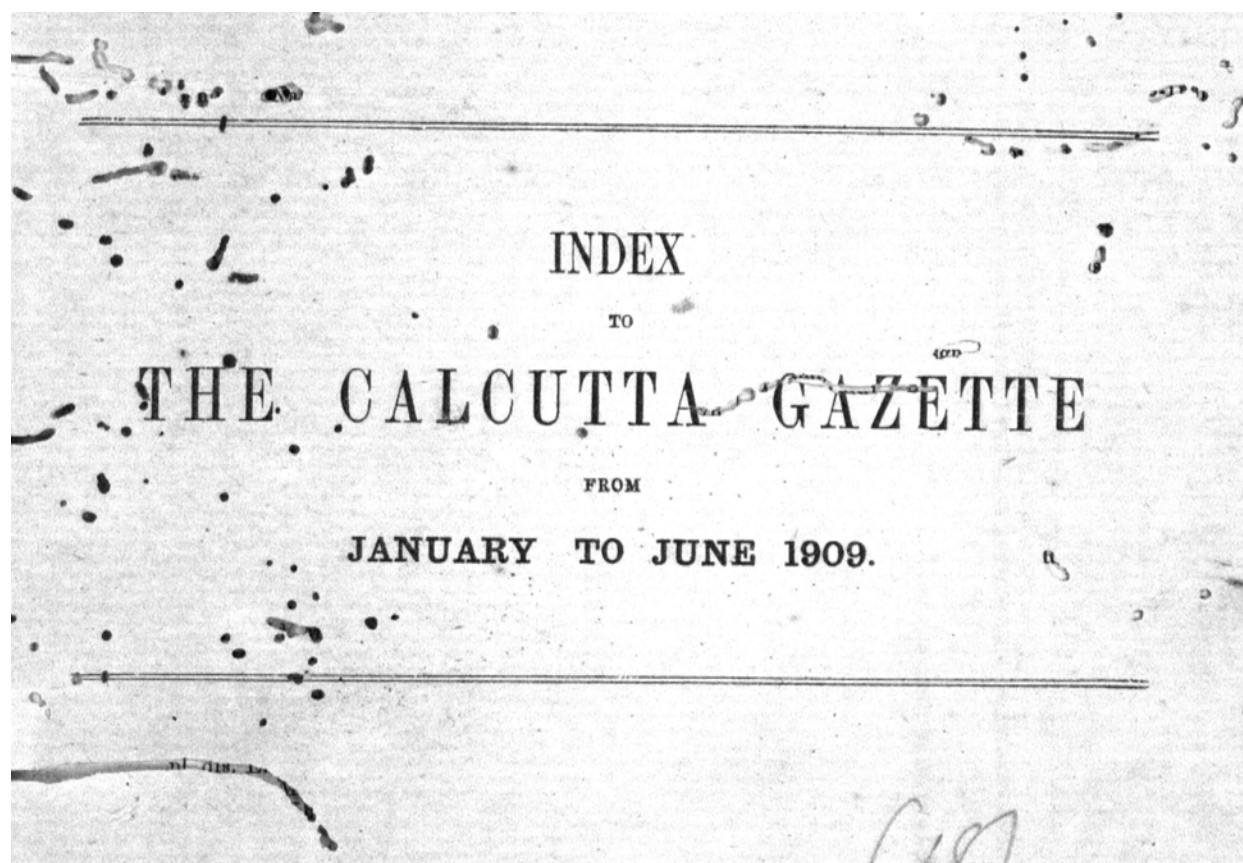 INDEX
TO
THE CALCUTTA GAZETTE
FROM
JANUARY TO JUNE 1909.